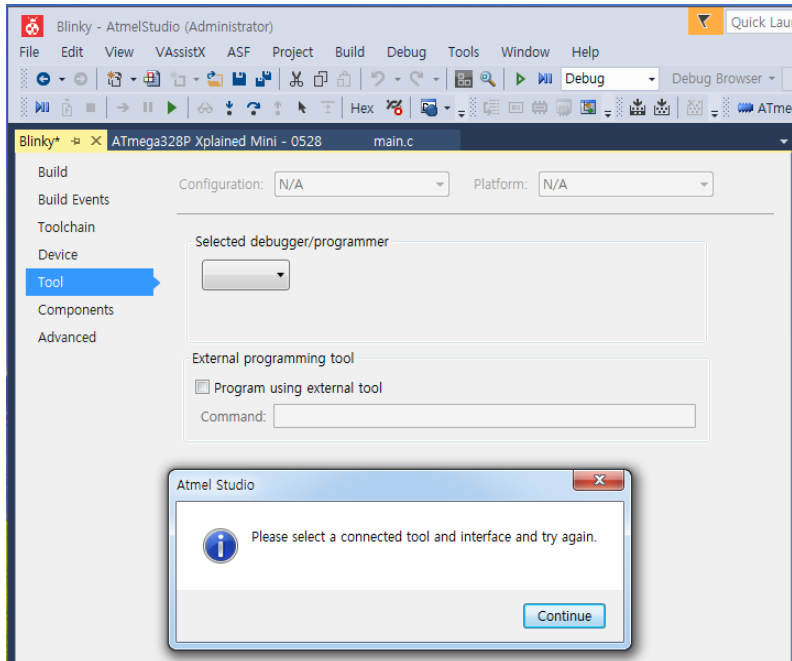 Blinky - AtmelStudio (Administrator)
Quick Lau
File Edit View VAssistX ASF Project Build Debug Tools Window Help
Debug Debug Browser
Hex ATme
Blinky* ATmega328P Xplained Mini - 0528 main.c
Build
Configuration: N/A Platform: N/A
Build Events
Toolchain
Selected debugger/programmer
Device
Tool
Components
Advanced
External programming tool
Program using external tool
Command:
Atmel Studio
Please select a connected tool and interface and try again.
Continue